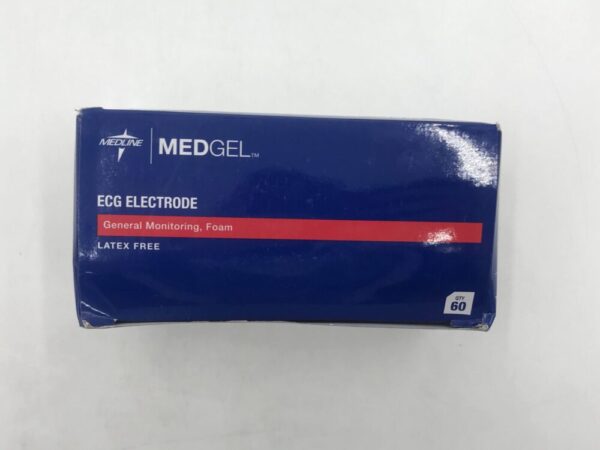 MEDLINE
MEDGEL™
ECG ELECTRODE
General Monitoring, Foam
LATEX FREE
QTY
60